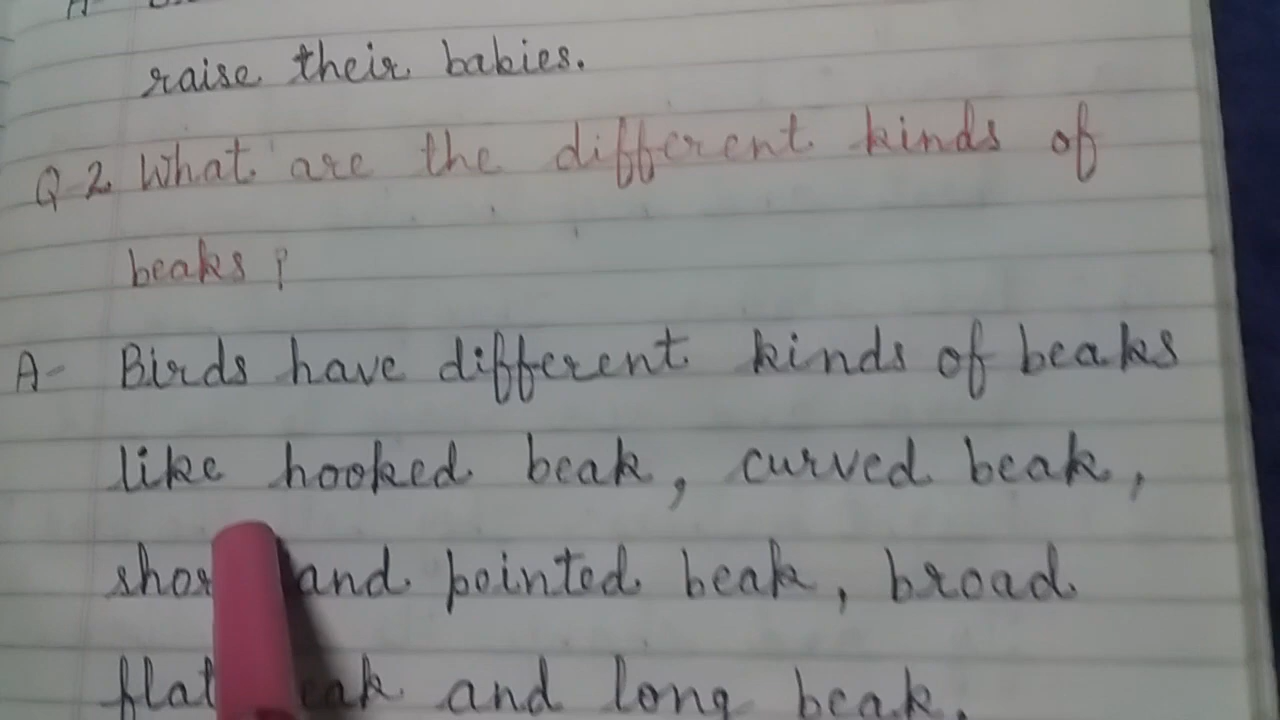 raise their babies.
Q 2. What are the different kinds of
beaks ?
A- Birds have different kinds of beaks
like hooked beak, curved beak,
and pointed beak, broad
flat and long beak.